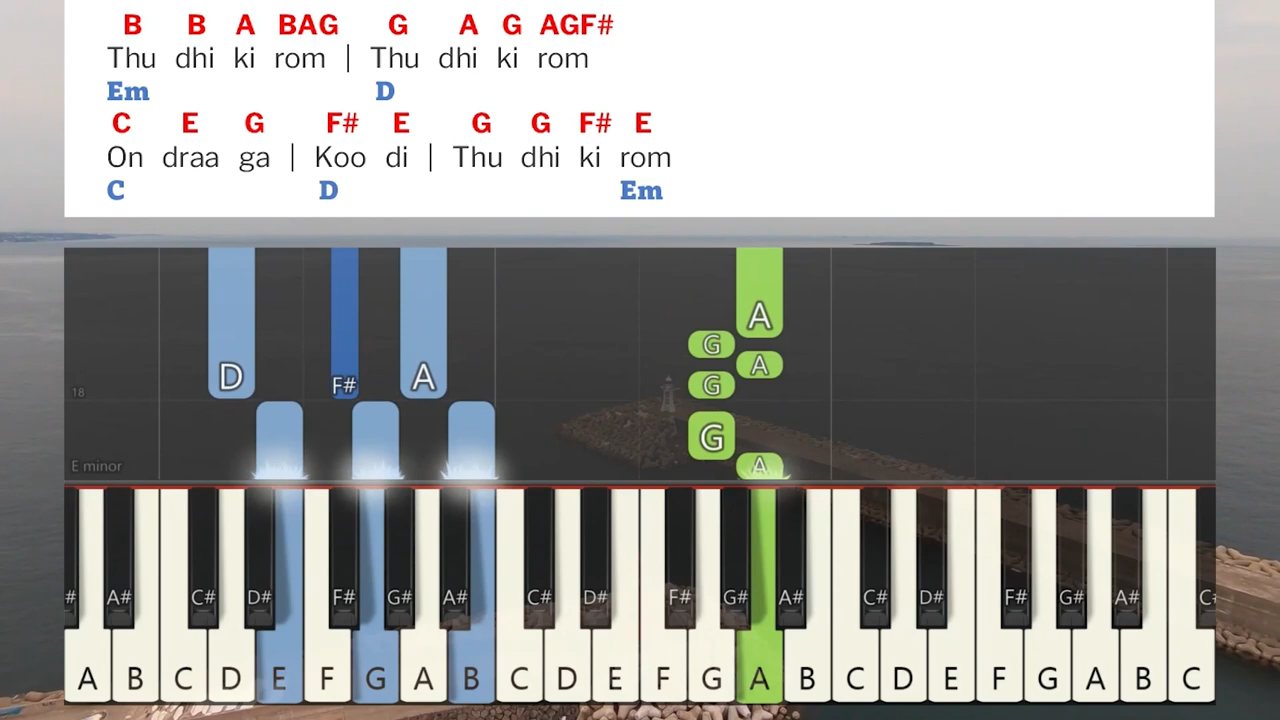 B B A BAG G A G AGF#
Thu dhi ki rom | Thu dhi ki rom
Em D
C E G F# E G G F# E
On draa ga | Koo di | Thu dhi ki rom
C D Em
A
G
A
D F# A G
18
G
E minor A
# A# C# D# F# G# A# C# D# F# G# A# C# D# F# G# A# C#
A B C D E F G A B C D E F G A B C D E F G A B C